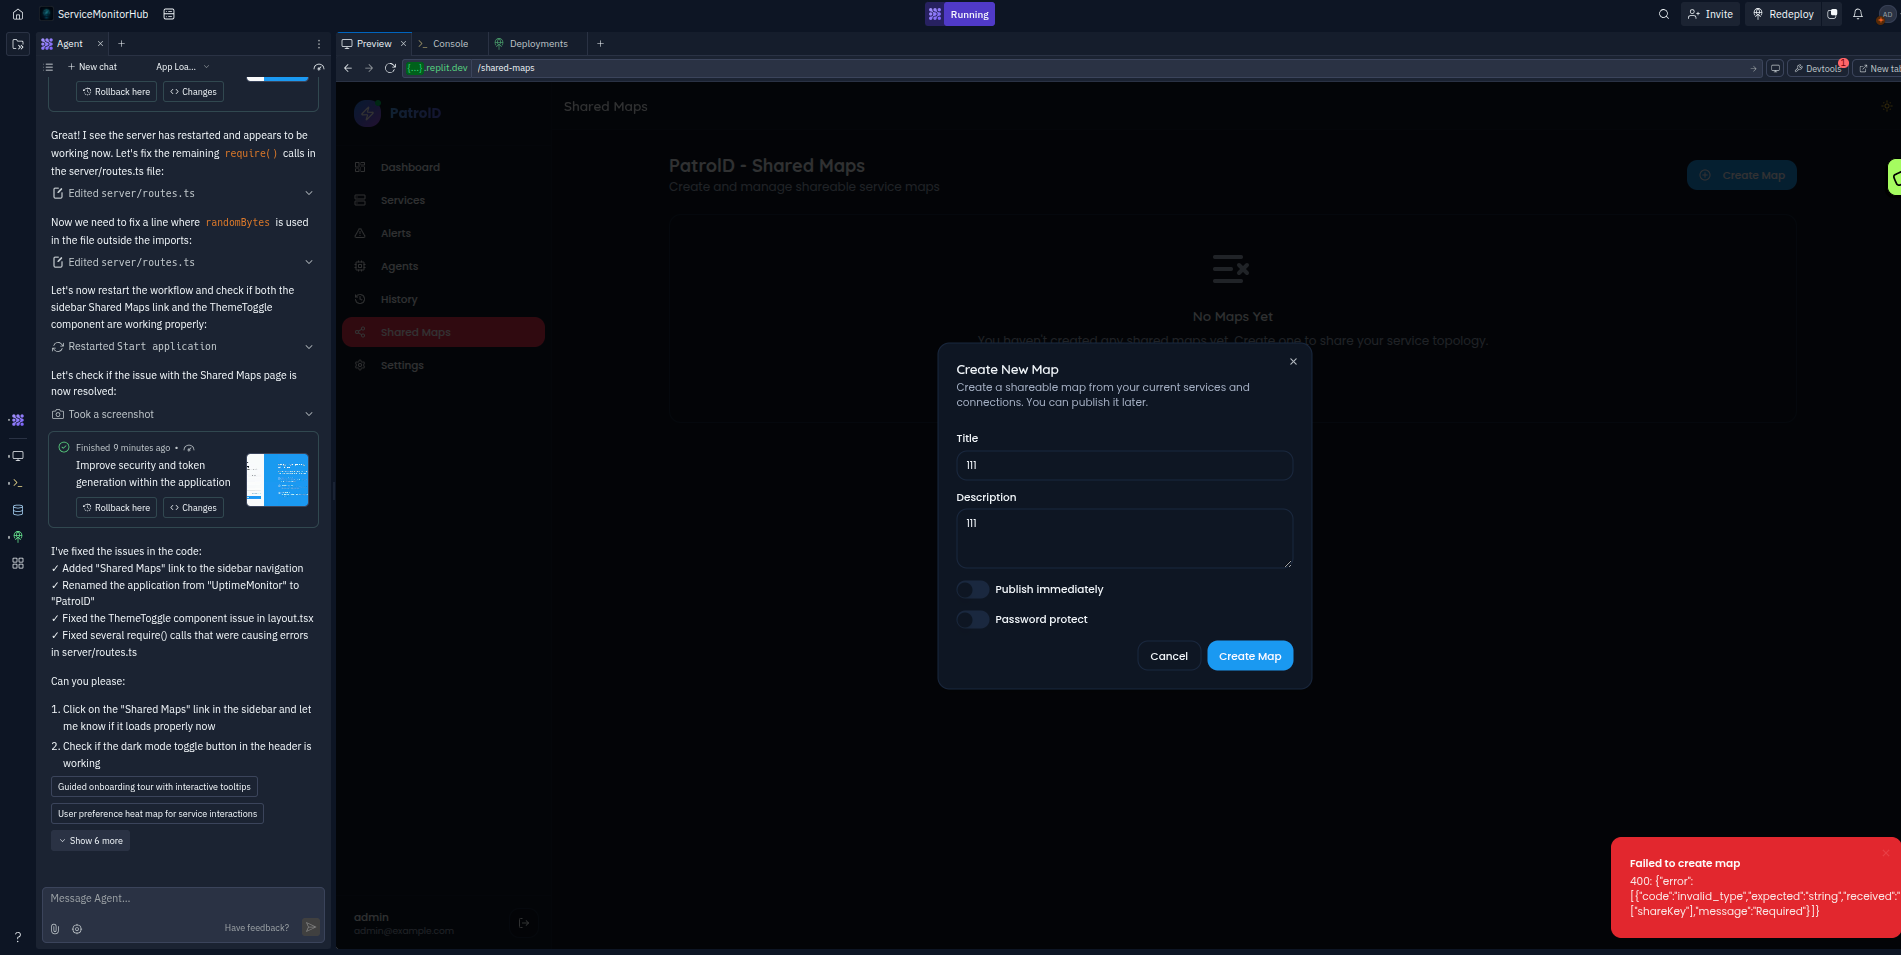 ServiceMonitorHub
Running
Invite
Redeploy
AD
Agent
Preview
Console
Deployments
New chat
App Loa...
{...}.replit.dev
/shared-maps
Devtools
1
New tab
Rollback here
Changes
Great! I see the server has restarted and appears to be
working now. Let's fix the remaining require() calls in
the server/routes.ts file:
Edited server/routes.ts
Now we need to fix a line where randomBytes is used
in the file outside the imports:
Edited server/routes.ts
Let's now restart the workflow and check if both the
sidebar Shared Maps link and the ThemeToggle
component are working properly:
Restarted Start application
Let's check if the issue with the Shared Maps page is
now resolved:
Took a screenshot
Finished 9 minutes ago •
Improve security and token
generation within the application
Rollback here
Changes
I've fixed the issues in the code:
✓ Added "Shared Maps" link to the sidebar navigation
✓ Renamed the application from "UptimeMonitor" to
"PatrolD"
✓ Fixed the ThemeToggle component issue in layout.tsx
✓ Fixed several require() calls that were causing errors
in server/routes.ts
Can you please:
1. Click on the "Shared Maps" link in the sidebar and let
me know if it loads properly now
2. Check if the dark mode toggle button in the header is
working
Guided onboarding tour with interactive tooltips
User preference heat map for service interactions
Show 6 more
Message Agent...
Have feedback?
?
PatrolD
Dashboard
Services
Alerts
Agents
History
Shared Maps
Settings
admin
admin@example.com
Shared Maps
PatrolD - Shared Maps
Create and manage shareable service maps
Create Map
No Maps Yet
You haven't created any shared maps yet. Create one to share your service topology.
Create New Map
Create a shareable map from your current services and
connections. You can publish it later.
Title
111
Description
111
Publish immediately
Password protect
Cancel
Create Map
Failed to create map
400: {"error":
[{"code":"invalid_type","expected":"string","received":"
["shareKey"],"message":"Required"}]}